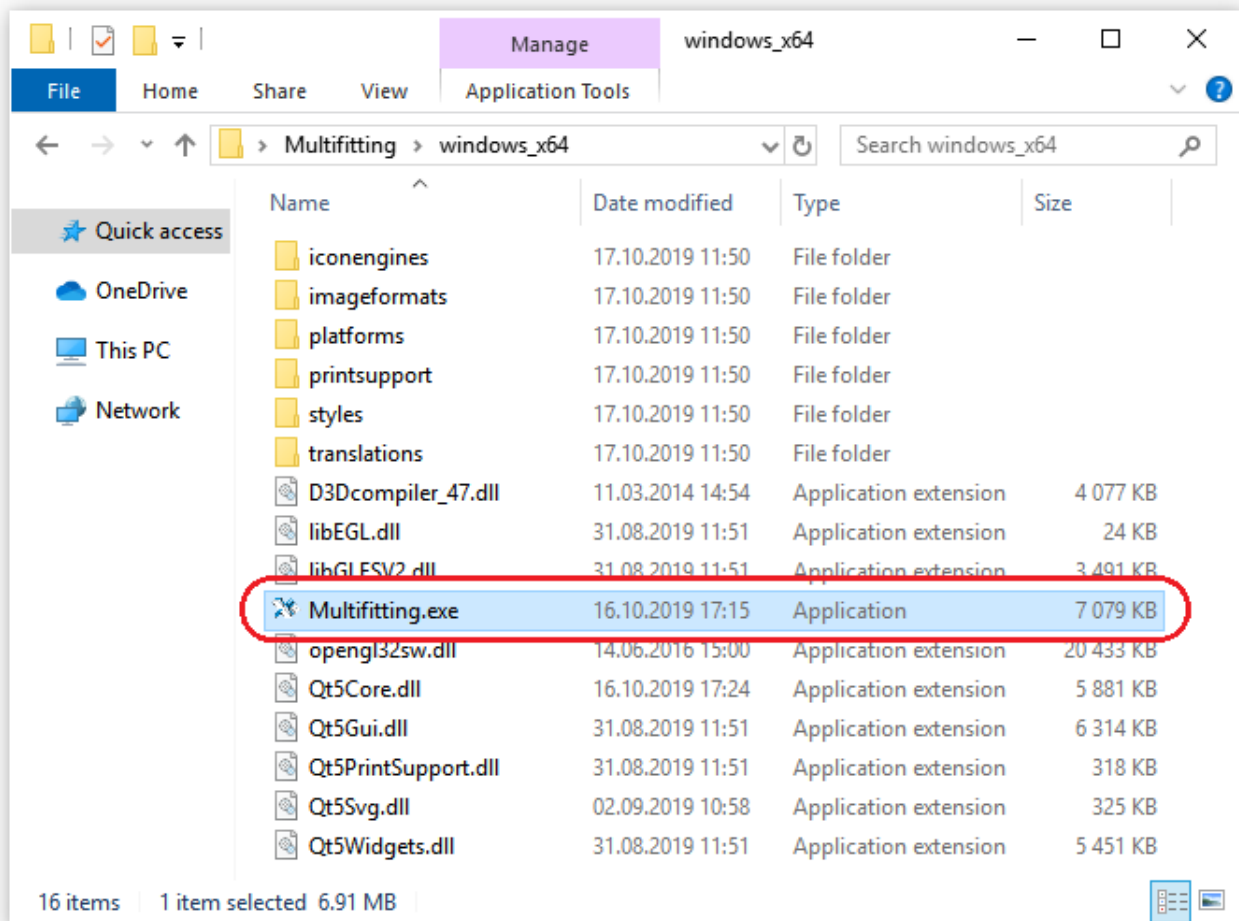 Manage windows_x64
File Home Share View Application Tools
Multifitting windows_x64 Search windows_x64
Name Date modified Type Size
Quick access
OneDrive
This PC
Network
iconengines 17.10.2019 11:50 File folder
imageformats 17.10.2019 11:50 File folder
platforms 17.10.2019 11:50 File folder
printsupport 17.10.2019 11:50 File folder
styles 17.10.2019 11:50 File folder
translations 17.10.2019 11:50 File folder
D3Dcompiler_47.dll 11.03.2014 14:54 Application extension 4 077 KB
libEGL.dll 31.08.2019 11:51 Application extension 24 KB
libGLESV2.dll 31.08.2019 11:51 Application extension 3 491 KB
Multifitting.exe 16.10.2019 17:15 Application 7 079 KB
opengl32sw.dll 14.06.2016 15:00 Application extension 20 433 KB
Qt5Core.dll 16.10.2019 17:24 Application extension 5 881 KB
Qt5Gui.dll 31.08.2019 11:51 Application extension 6 314 KB
Qt5PrintSupport.dll 31.08.2019 11:51 Application extension 318 KB
Qt5Svg.dll 02.09.2019 10:58 Application extension 325 KB
Qt5Widgets.dll 31.08.2019 11:51 Application extension 5 451 KB
16 items 1 item selected 6.91 MB